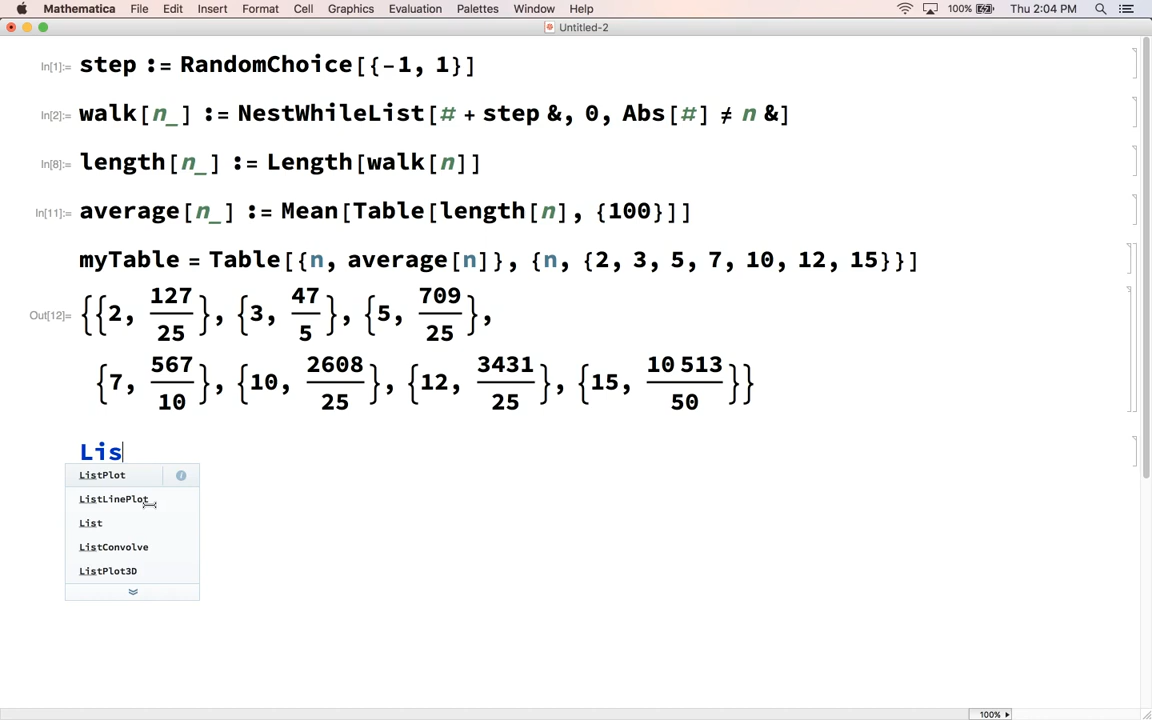 Mathematica File Edit Insert Format Cell Graphics Evaluation Palettes Window Help 100% Thu 2:04 PM
Untitled-2
In[1]:= step := RandomChoice[{-1, 1}]
In[2]:= walk[n_] := NestWhileList[# + step &, 0, Abs[#] ≠ n &]
In[8]:= length[n_] := Length[walk[n]]
In[11]:= average[n_] := Mean[Table[length[n], {100}]]
myTable = Table[{n, average[n]}, {n, {2, 3, 5, 7, 10, 12, 15}}]
Out[12]= {{2, 127/25}, {3, 47/5}, {5, 709/25},
{7, 567/10}, {10, 2608/25}, {12, 3431/25}, {15, 10 513/50}}
Lis
ListPlot i
ListLinePlot
List
ListConvolve
ListPlot3D
100%